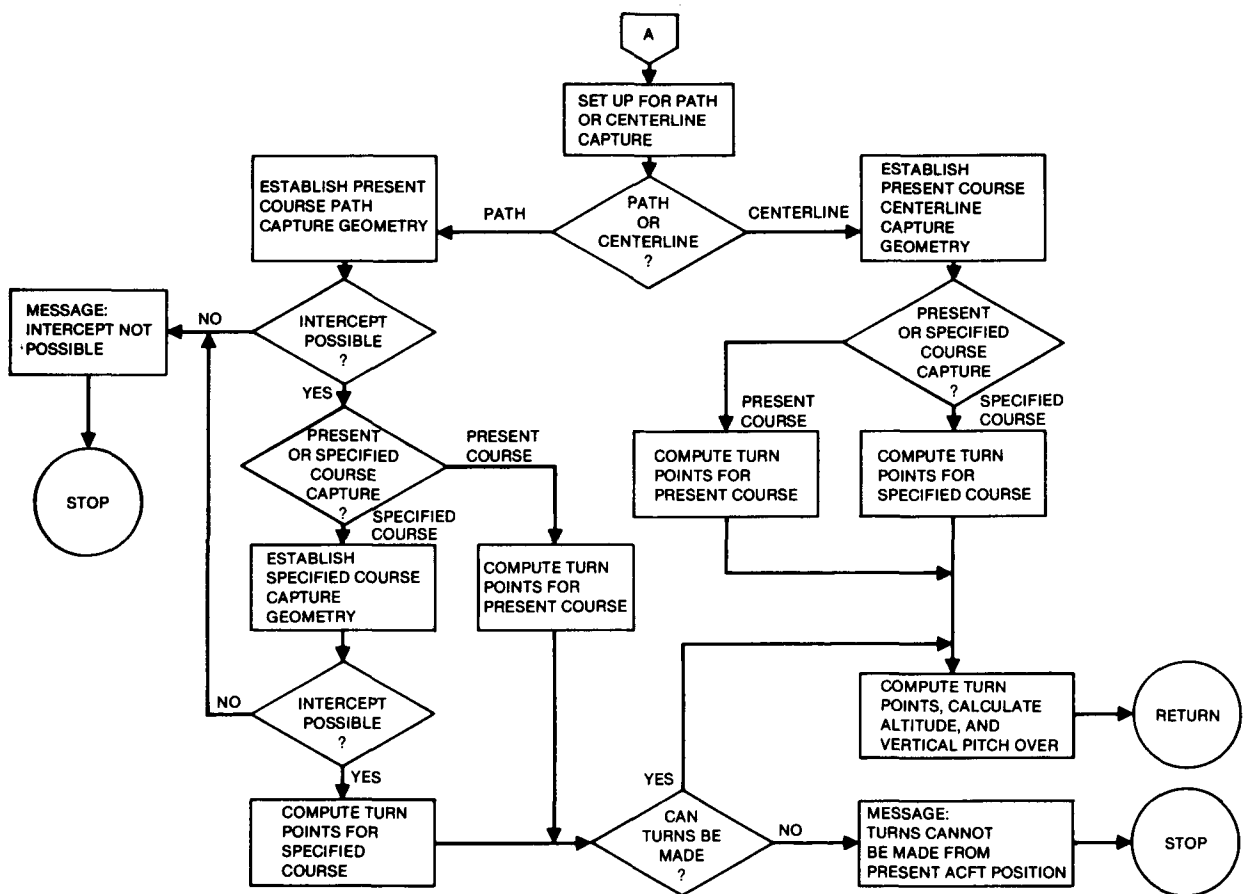 A
SET UP FOR PATH
OR CENTERLINE
CAPTURE
PATH
OR
CENTERLINE
?
PATH
CENTERLINE
ESTABLISH PRESENT
COURSE PATH
CAPTURE GEOMETRY
ESTABLISH
PRESENT COURSE
CENTERLINE
CAPTURE
GEOMETRY
INTERCEPT
POSSIBLE
?
NO
MESSAGE:
INTERCEPT NOT
POSSIBLE
STOP
YES
PRESENT
OR SPECIFIED
COURSE
CAPTURE
?
PRESENT
COURSE
SPECIFIED
COURSE
ESTABLISH
SPECIFIED COURSE
CAPTURE
GEOMETRY
COMPUTE TURN
POINTS FOR
PRESENT COURSE
INTERCEPT
POSSIBLE
?
NO
YES
COMPUTE TURN
POINTS FOR
SPECIFIED
COURSE
PRESENT
OR SPECIFIED
COURSE
CAPTURE
?
PRESENT
COURSE
SPECIFIED
COURSE
COMPUTE TURN
POINTS FOR
PRESENT COURSE
COMPUTE TURN
POINTS FOR
SPECIFIED COURSE
CAN
TURNS BE
MADE
?
YES
NO
COMPUTE TURN
POINTS, CALCULATE
ALTITUDE, AND
VERTICAL PITCH OVER
RETURN
MESSAGE:
TURNS CANNOT
BE MADE FROM
PRESENT ACFT POSITION
STOP